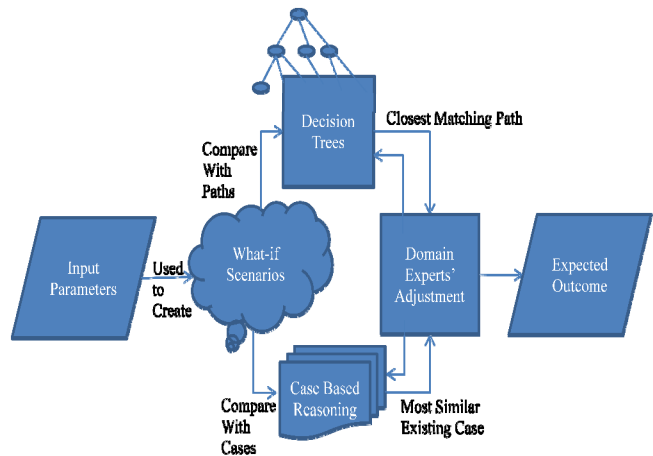 Decision
Trees
Closest Matching Path
Compare
With
Paths
Input
Parameters
Used
to
Create
What-if
Scenarios
Domain
Experts'
Adjustment
Expected
Outcome
Case Based
Reasoning
Compare
With
Cases
Most Similar
Existing Case